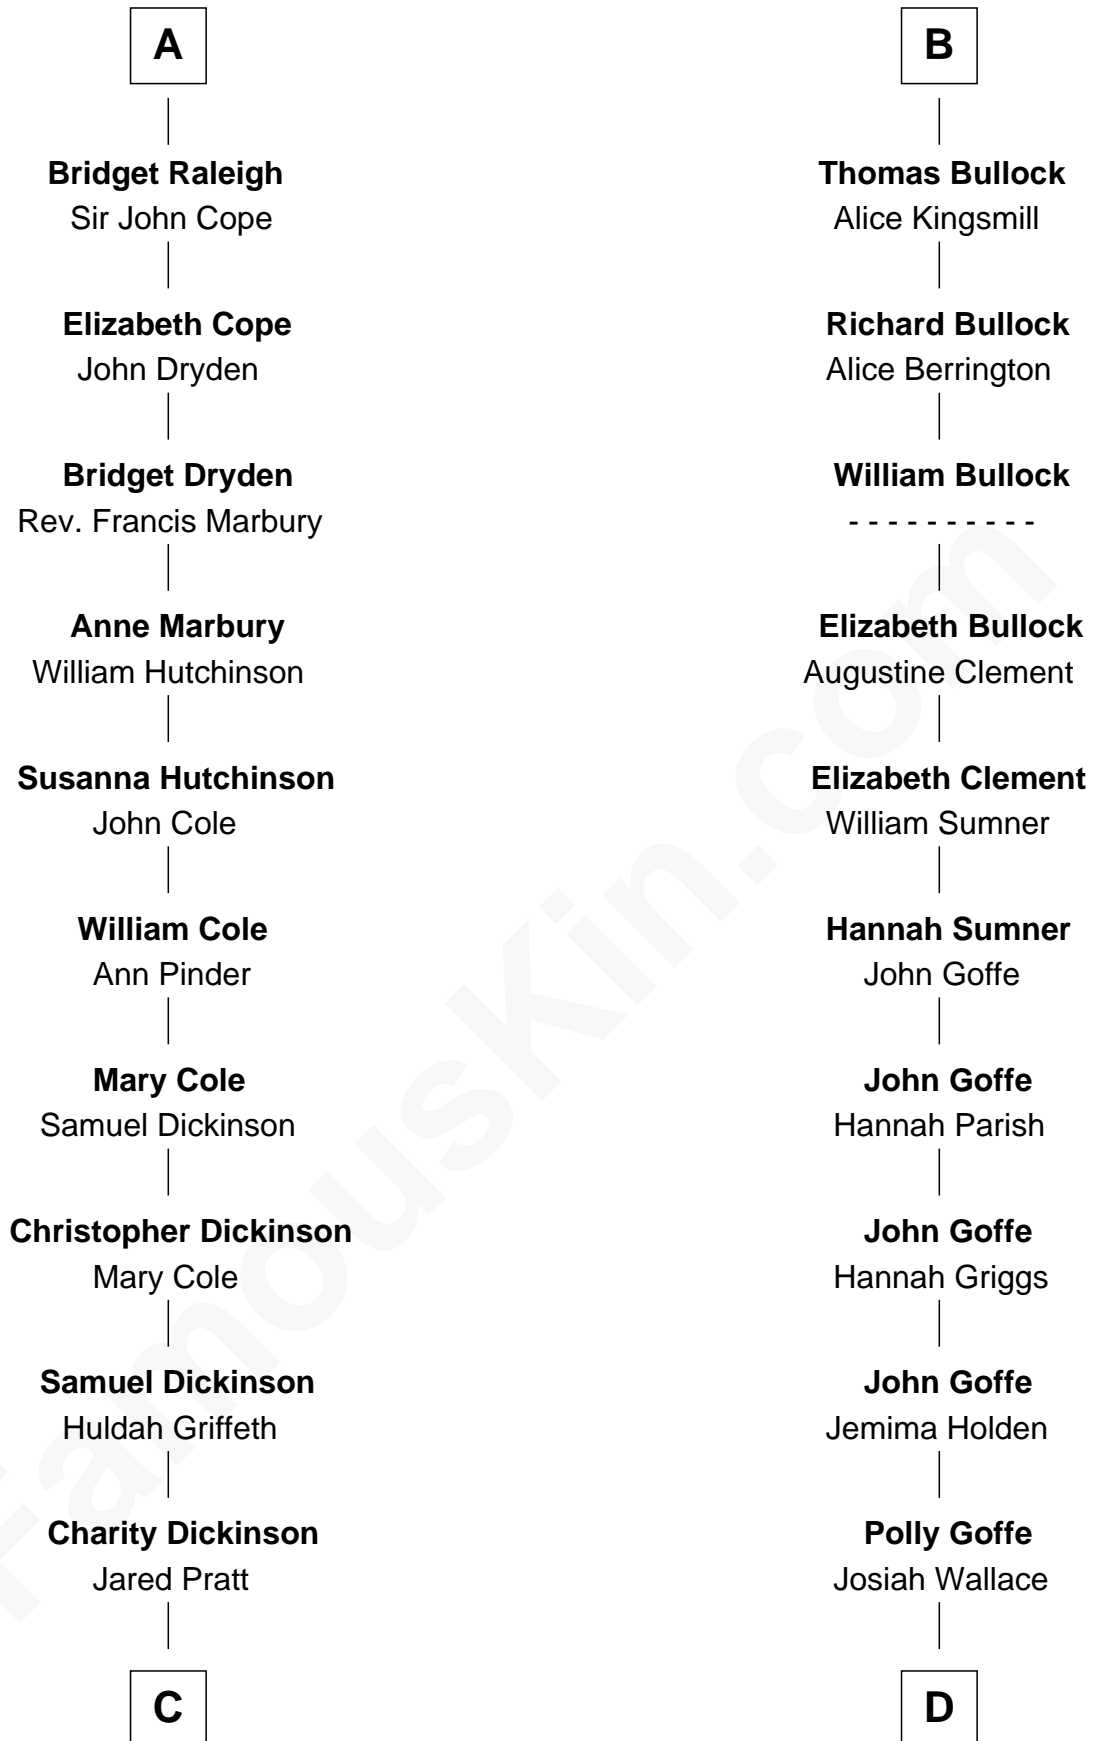 A
Bridget Raleigh
Sir John Cope
Elizabeth Cope
John Dryden
Bridget Dryden
Rev. Francis Marbury
Anne Marbury
William Hutchinson
Susanna Hutchinson
John Cole
William Cole
Ann Pinder
Mary Cole
Samuel Dickinson
Christopher Dickinson
Mary Cole
Samuel Dickinson
Huldah Griffeth
Charity Dickinson
Jared Pratt
C
B
Thomas Bullock
Alice Kingsmill
Richard Bullock
Alice Berrington
William Bullock
- - - - - - - - - -
Elizabeth Bullock
Augustine Clement
Elizabeth Clement
William Sumner
Hannah Sumner
John Goffe
John Goffe
Hannah Parish
John Goffe
Hannah Griggs
John Goffe
Jemima Holden
Polly Goffe
Josiah Wallace
D
FamousKin.com